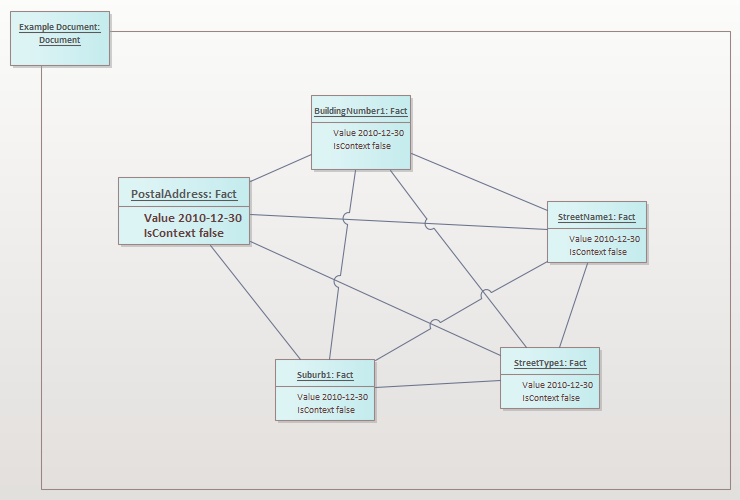 Example Document:
Document
BuildingNumber1: Fact
Value 2010-12-30
IsContext false
PostalAddress: Fact
Value 2010-12-30
IsContext false
StreetName1: Fact
Value 2010-12-30
IsContext false
StreetType1: Fact
Value 2010-12-30
IsContext false
Suburb1: Fact
Value 2010-12-30
IsContext false